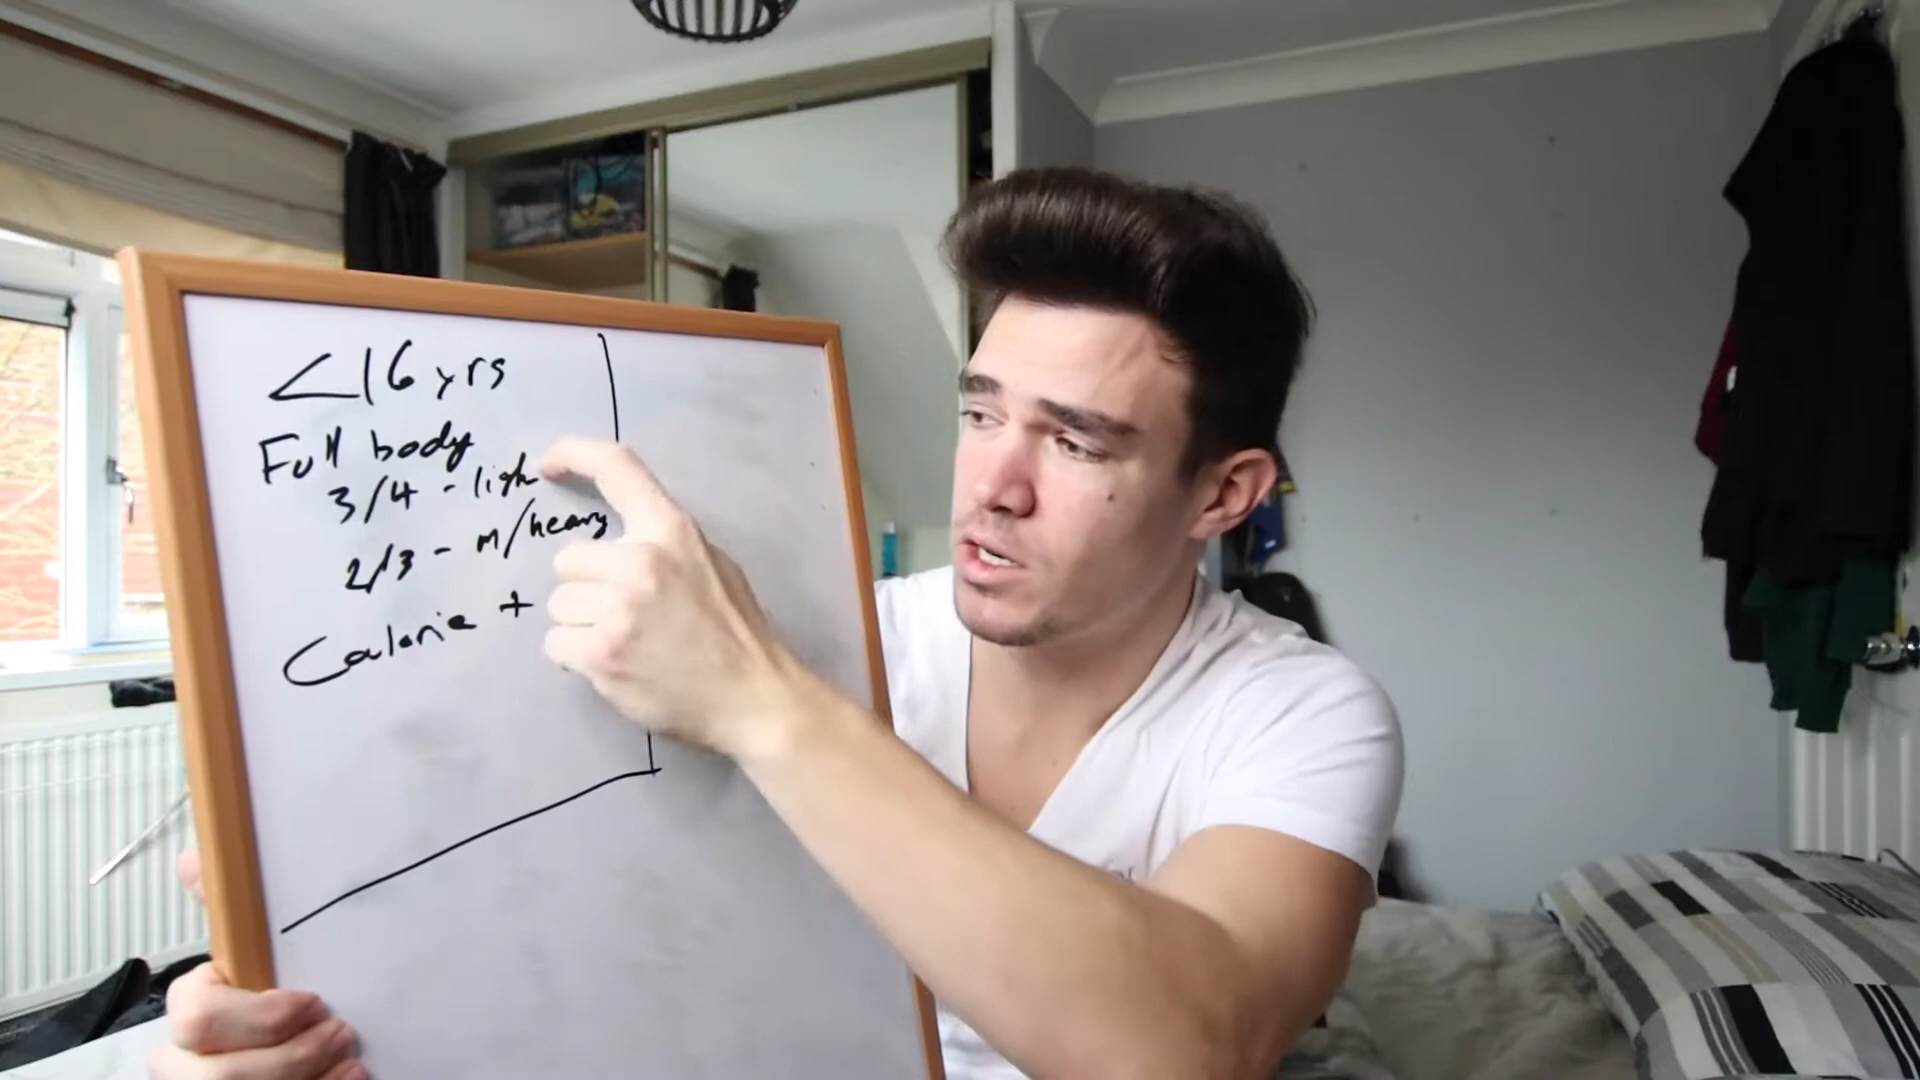 <16 yrs
Full body
3/4 - ligh
2/3 - m/heavy
Calorie +